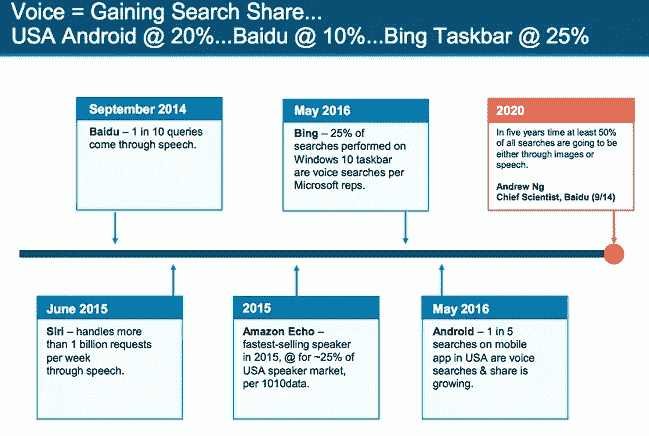 Voice = Gaining Search Share...
USA Android @ 20%...Baidu @ 10%...Bing Taskbar @ 25%
September 2014
Baidu – 1 in 10 queries
come through speech.
May 2016
Bing – 25% of
searches performed on
Windows 10 taskbar
are voice searches per
Microsoft reps.
2020
In five years time at least 50%
of all searches are going to be
either through images or
speech.
Andrew Ng
Chief Scientist, Baidu (9/14)
June 2015
Siri – handles more
than 1 billion requests
per week
through speech.
2015
Amazon Echo –
fastest-selling speaker
in 2015, @ for ~25% of
USA speaker market,
per 1010data.
May 2016
Android – 1 in 5
searches on mobile
app in USA are voice
searches & share is
growing.